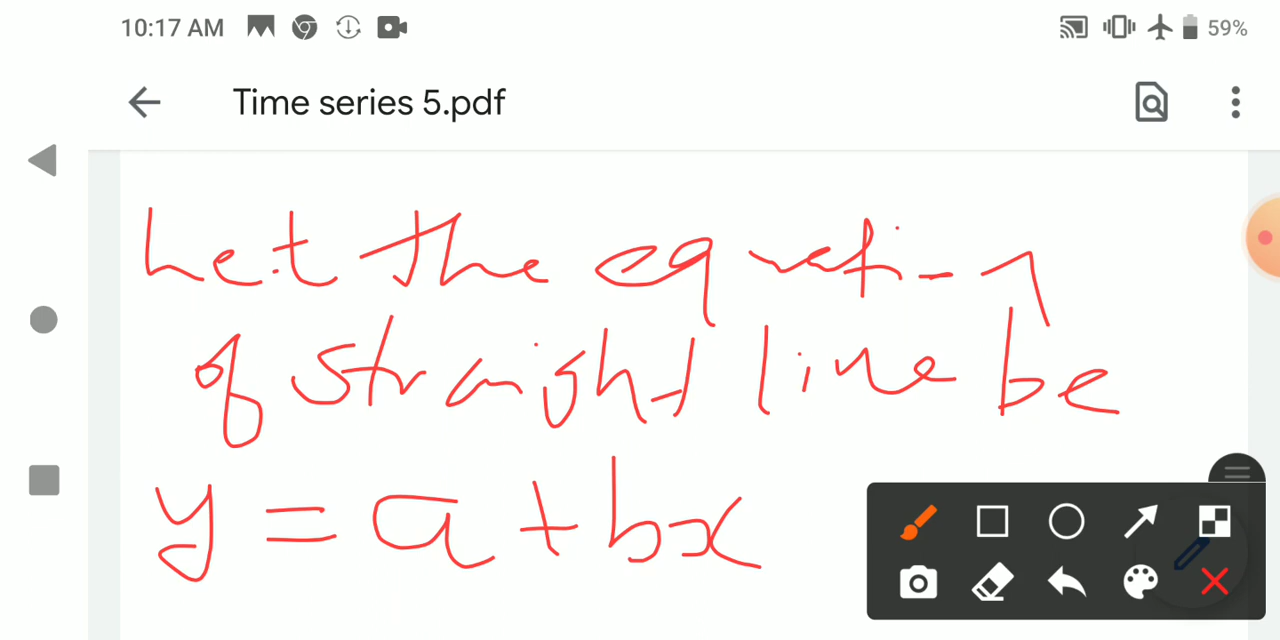 10:17 AM 59%
Time series 5.pdf
Let the equation
of straight line be
y = a + bx